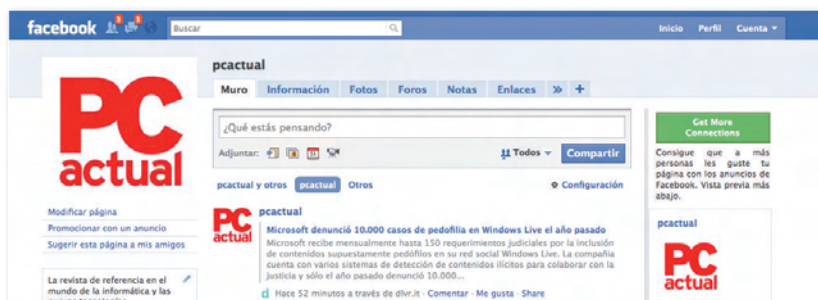 facebook
Buscar
Inicio Perfil Cuenta
PC
actual
Modificar página
Promocionar con un anuncio
Sugerir esta página a mis amigos
La revista de referencia en el
mundo de la informática y las
pcactual
Muro Información Fotos Foros Notas Enlaces » +
¿Qué estás pensando?
Adjuntar: Todos Compartir
pcactual y otros pcactual Otros Configuración
PC
actual
pcactual
Microsoft denunció 10.000 casos de pedofilia en Windows Live el año pasado
Microsoft recibe mensualmente hasta 150 requerimientos judiciales por la inclusión
de contenidos supuestamente pedófilos en su red social Windows Live. La compañía
cuenta con varios sistemas de detección de contenidos ilícitos para colaborar con la
justicia y sólo el año pasado denunció 10.000...
d Hace 52 minutos a través de dlvr.it · Comentar · Me gusta · Share
Get More
Connections
Consigue que a más
personas les guste tu
página con los anuncios de
Facebook. Vista previa más
abajo.
pcactual
PC
actual